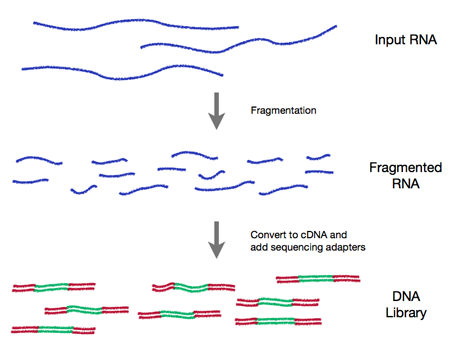 Input RNA
Fragmentation
Fragmented
RNA
Convert to cDNA and
add sequencing adapters
DNA
Library